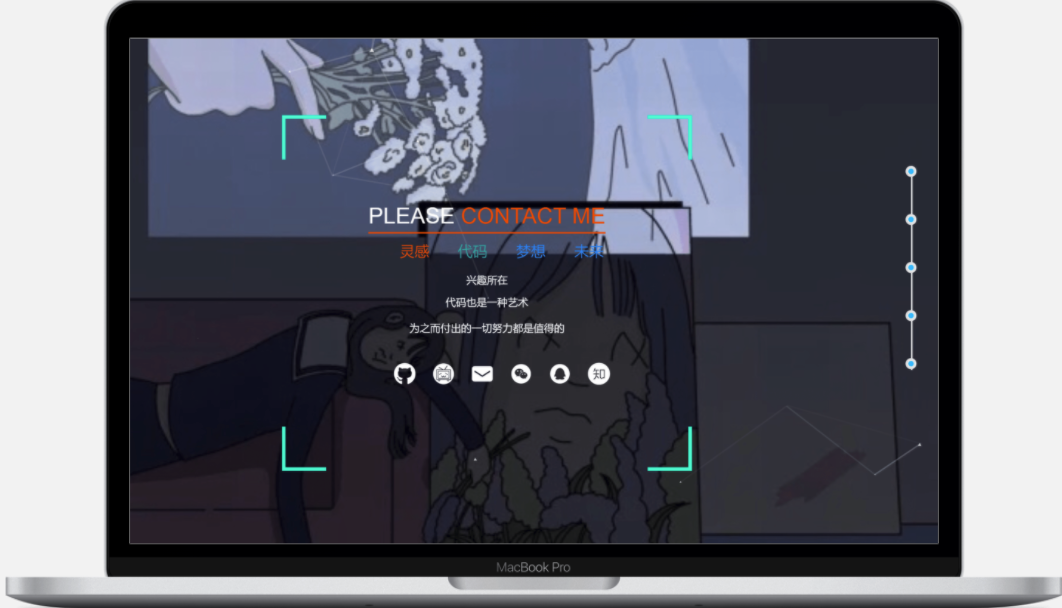 PLEASE CONTACT ME
灵感 代码 梦想 未来
兴趣所在
代码也是一种艺术
为之而付出的一切努力都是值得的
知
MacBook Pro